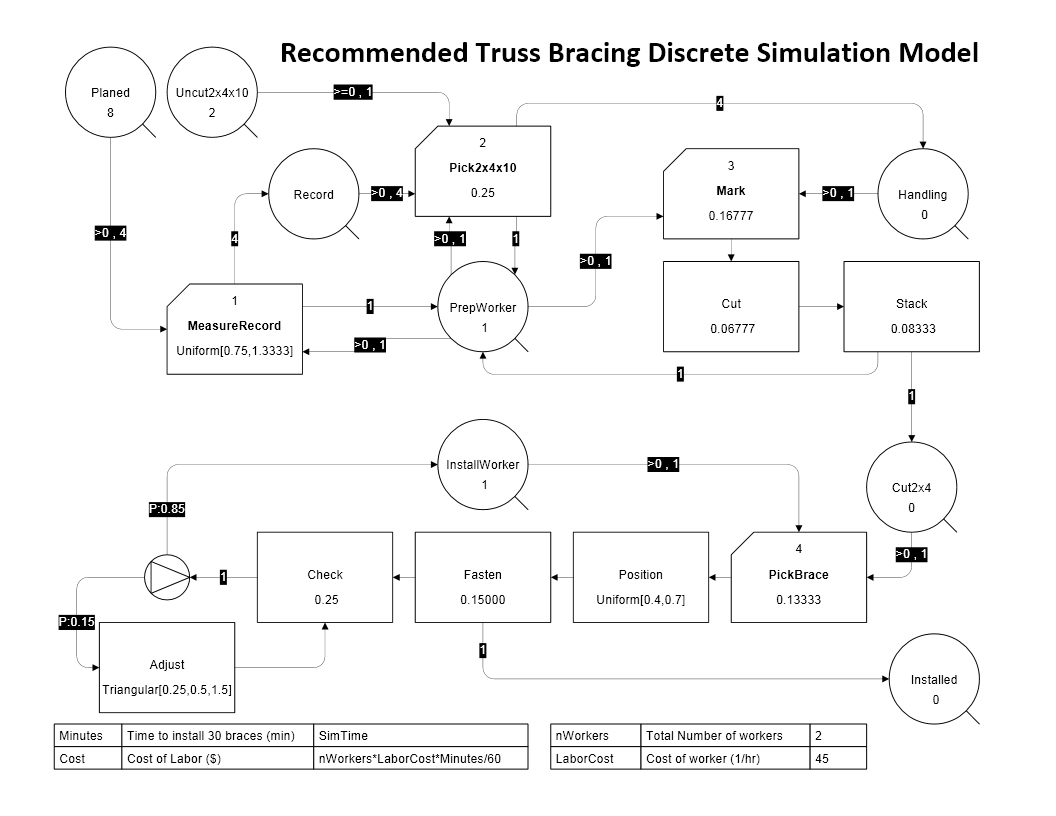 Recommended Truss Bracing Discrete Simulation Model
Planed
8
Uncut2x4x10
2
>=0 , 1
4
2
Pick2x4x10
0.25
3
Mark
0.16777
Record
>0 , 4
>0 , 1
Handling
0
>0 , 4
4
>0 , 1
1
>0 , 1
1
MeasureRecord
Uniform[0.75,1.3333]
1
>0 , 1
PrepWorker
1
Cut
0.06777
Stack
0.08333
1
1
InstallWorker
1
>0 , 1
Cut2x4
0
P:0.85
>0 , 1
Check
0.25
1
Fasten
0.15000
Position
Uniform[0.4,0.7]
4
PickBrace
0.13333
P:0.15
Adjust
Triangular[0.25,0.5,1.5]
1
Installed
0
Minutes Time to install 30 braces (min) SimTime
Cost Cost of Labor ($) nWorkers*LaborCost*Minutes/60
nWorkers Total Number of workers 2
LaborCost Cost of worker (1/hr) 45